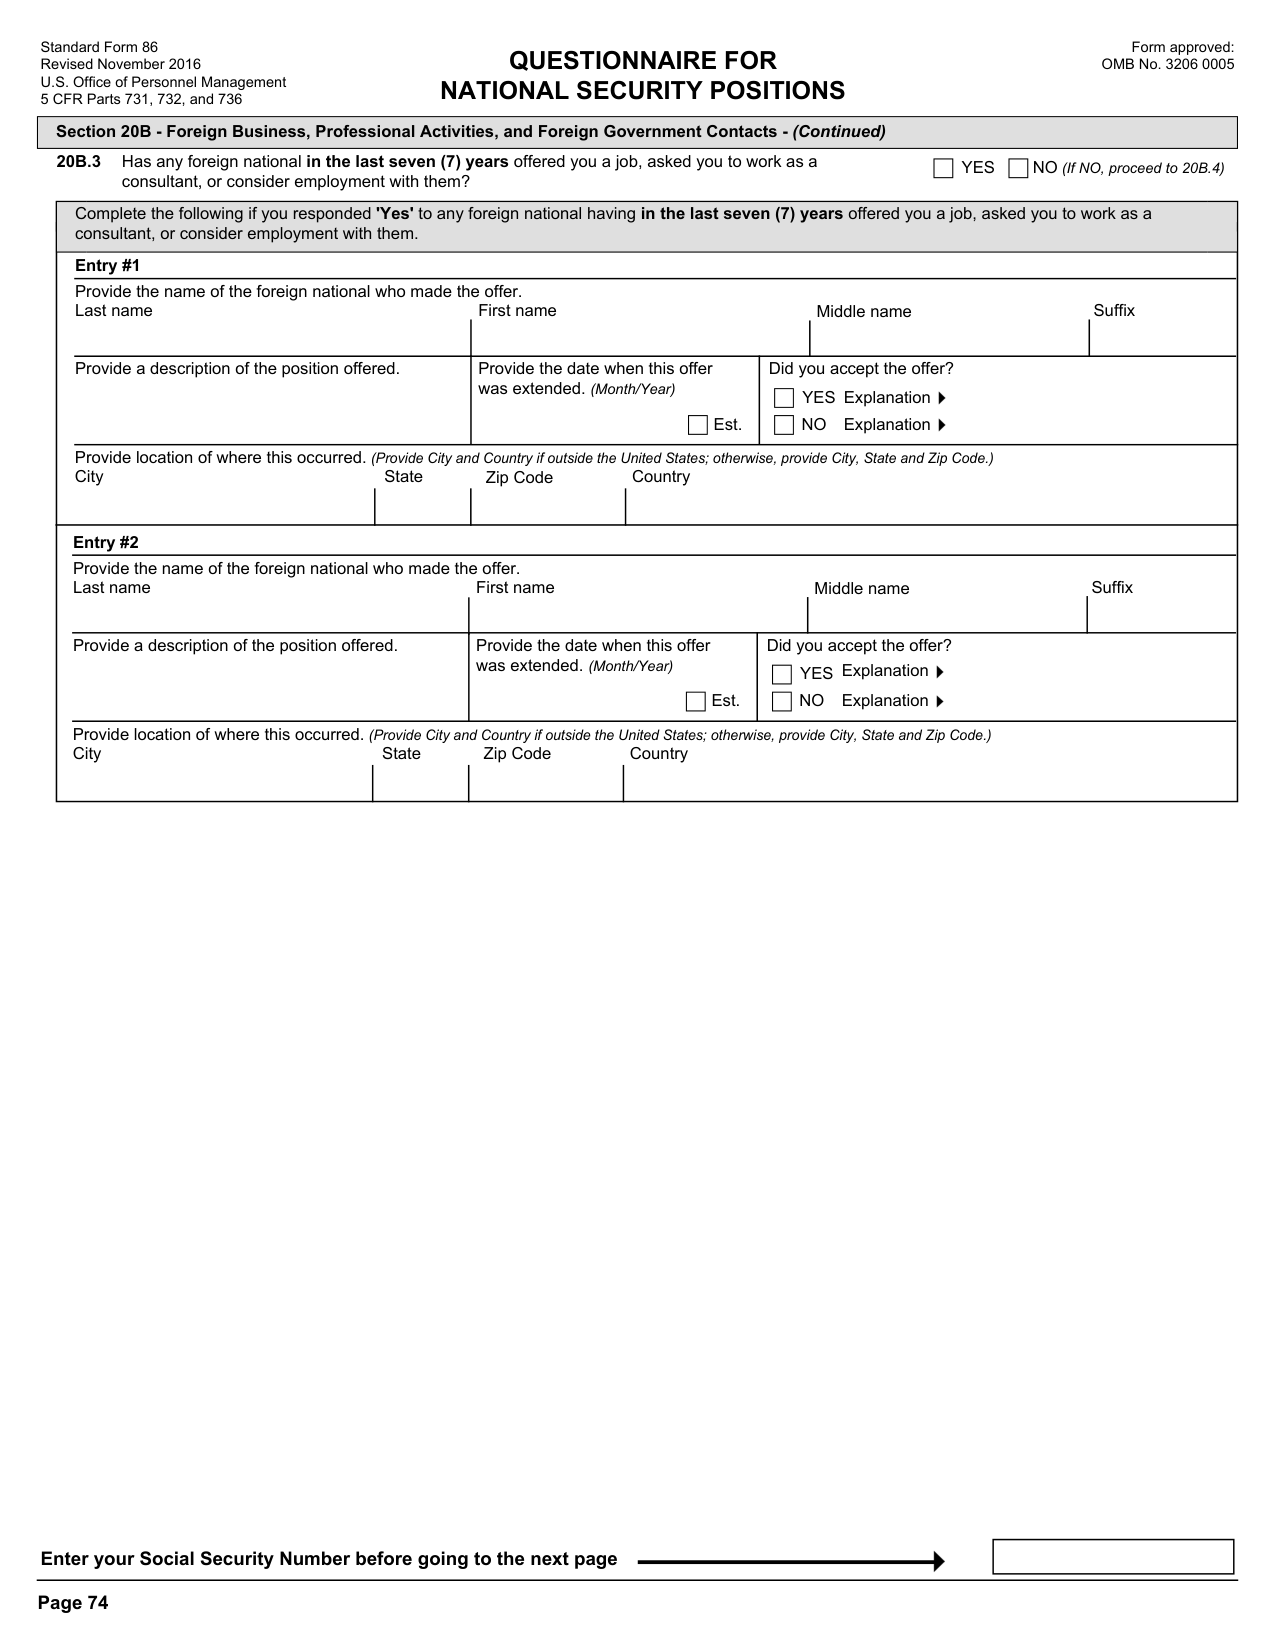 Standard Form 86
Revised November 2016
U.S. Office of Personnel Management
5 CFR Parts 731, 732, and 736
QUESTIONNAIRE FOR
NATIONAL SECURITY POSITIONS
Form approved:
OMB No. 3206 0005
Section 20B - Foreign Business, Professional Activities, and Foreign Government Contacts - (Continued)
20B.3 Has any foreign national in the last seven (7) years offered you a job, asked you to work as a
consultant, or consider employment with them?
YES NO (If NO, proceed to 20B.4)
Complete the following if you responded 'Yes' to any foreign national having in the last seven (7) years offered you a job, asked you to work as a
consultant, or consider employment with them.
Entry #1
Provide the name of the foreign national who made the offer.
Last name First name Middle name Suffix
Provide a description of the position offered.
Provide the date when this offer
was extended. (Month/Year)
Est.
Did you accept the offer?
YES Explanation
NO Explanation
Provide location of where this occurred. (Provide City and Country if outside the United States; otherwise, provide City, State and Zip Code.)
City State Zip Code Country
Entry #2
Provide the name of the foreign national who made the offer.
Last name First name Middle name Suffix
Provide a description of the position offered.
Provide the date when this offer
was extended. (Month/Year)
Est.
Did you accept the offer?
YES Explanation
NO Explanation
Provide location of where this occurred. (Provide City and Country if outside the United States; otherwise, provide City, State and Zip Code.)
City State Zip Code Country
Enter your Social Security Number before going to the next page
Page 74